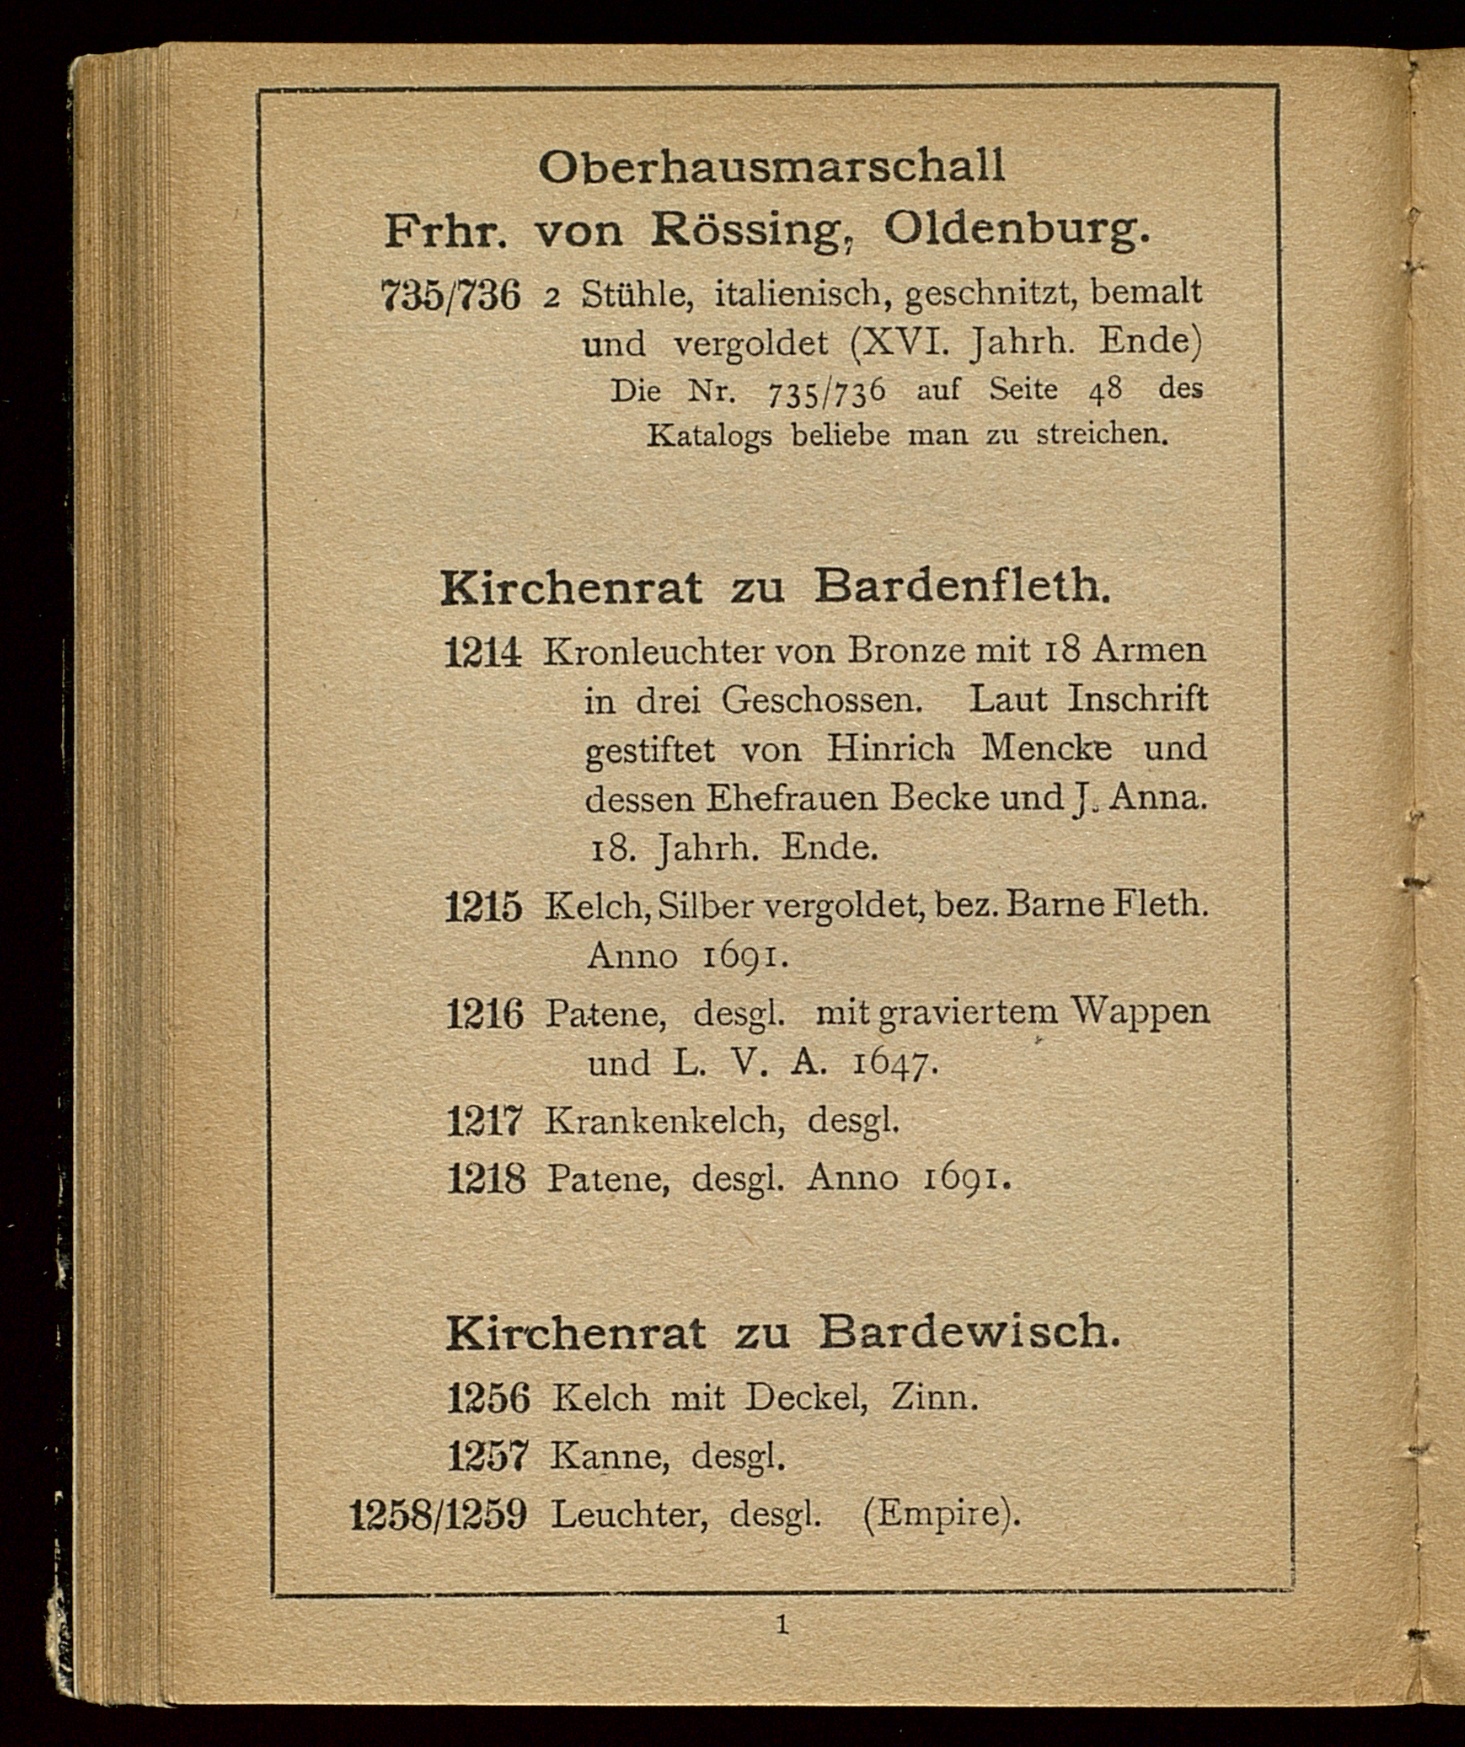 Oberhausmarschall
Frhr. von Rössing, Oldenburg.
735/736 2 Stühle, italienisch, geschnitzt, bemalt
und vergoldet (XVI. Jahrh. Ende)
Die Nr. 735/736 auf Seite 48 des
Katalogs beliebe man zu streichen.
Kirchenrat zu Bardenfleth.
1214 Kronleuchter von Bronze mit 18 Armen
in drei Geschossen. Laut Inschrift
gestiftet von Hinrich Mencke und
dessen Ehefrauen Becke und J. Anna.
18. Jahrh. Ende.
1215 Kelch, Silber vergoldet, bez. Barne Fleth.
Anno 1691.
1216 Patene, desgl. mit graviertem Wappen
und L. V. A. 1647.
1217 Krankenkelch, desgl.
1218 Patene, desgl. Anno 1691.
Kirchenrat zu Bardewisch.
1256 Kelch mit Deckel, Zinn.
1257 Kanne, desgl.
1258/1259 Leuchter, desgl. (Empire).
1